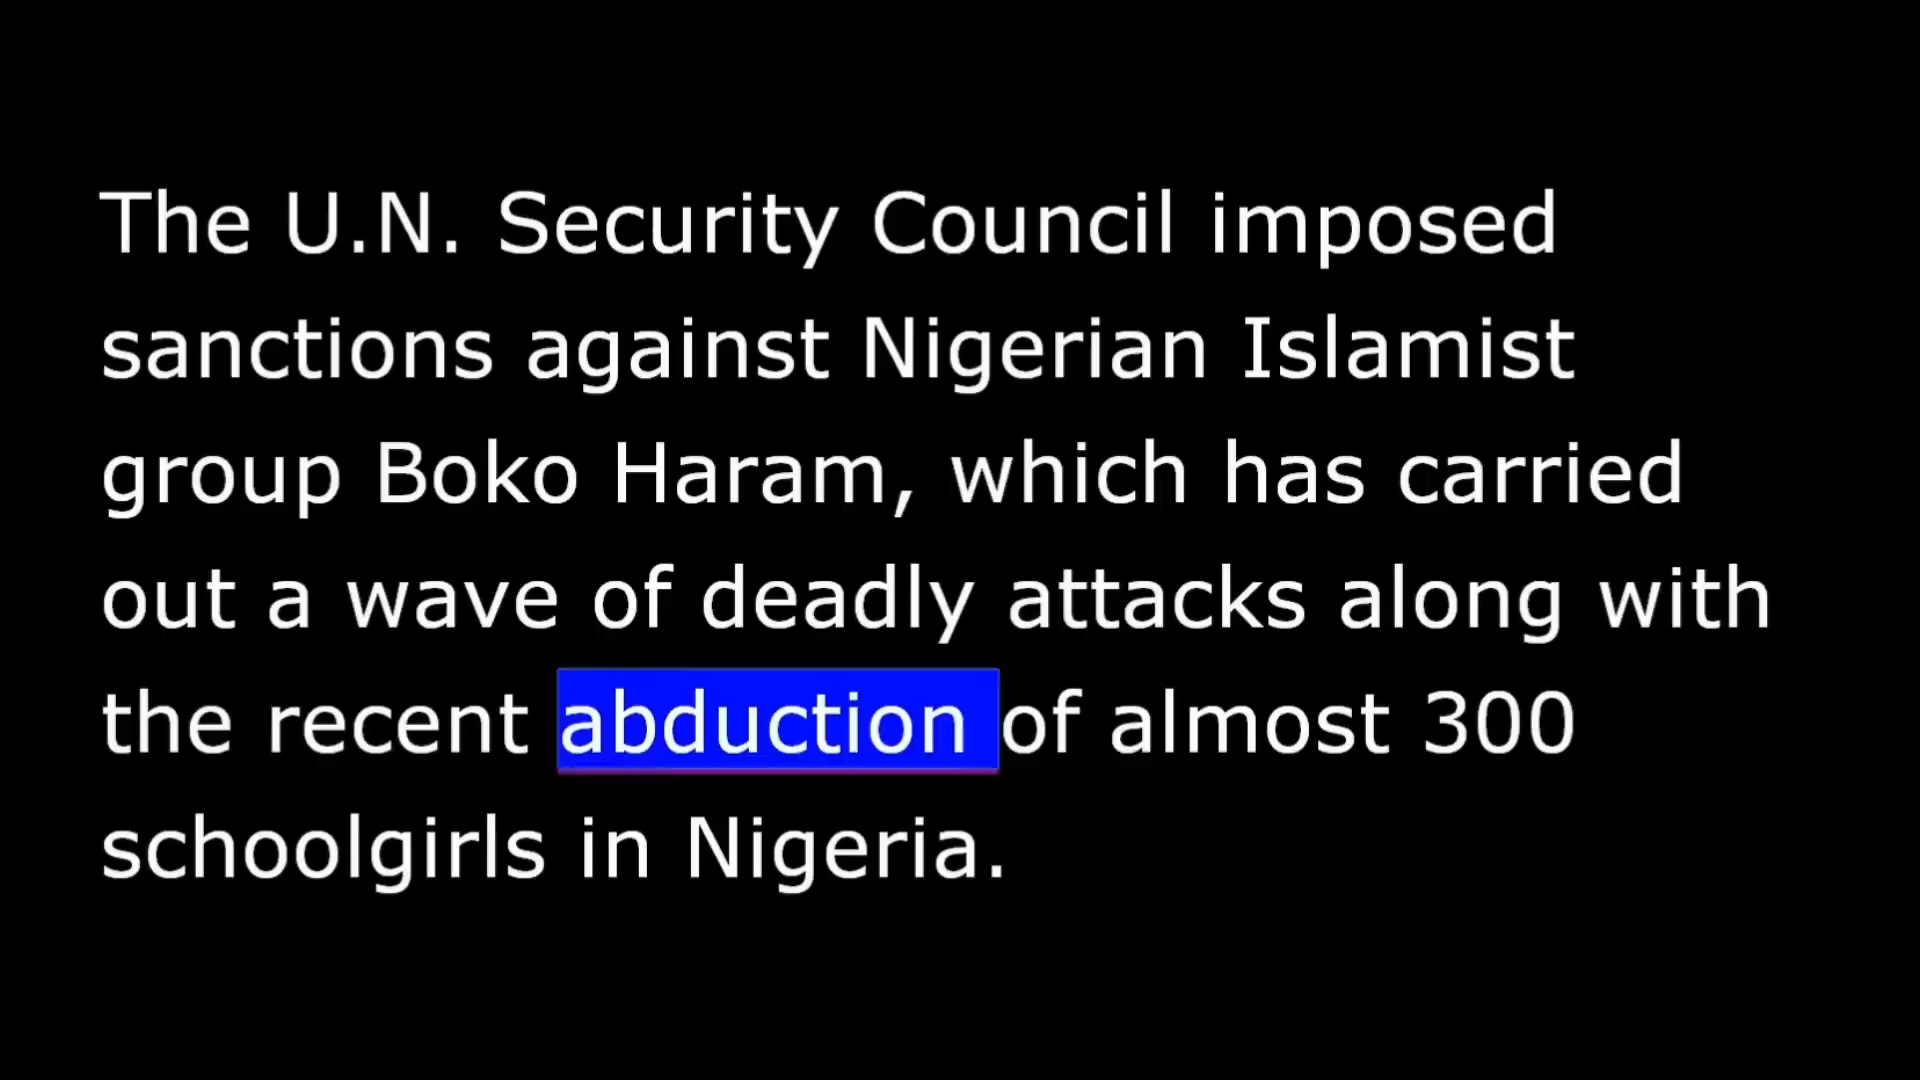 The U.N. Security Council imposed
sanctions against Nigerian Islamist
group Boko Haram, which has carried
out a wave of deadly attacks along with
the recent abduction of almost 300
schoolgirls in Nigeria.